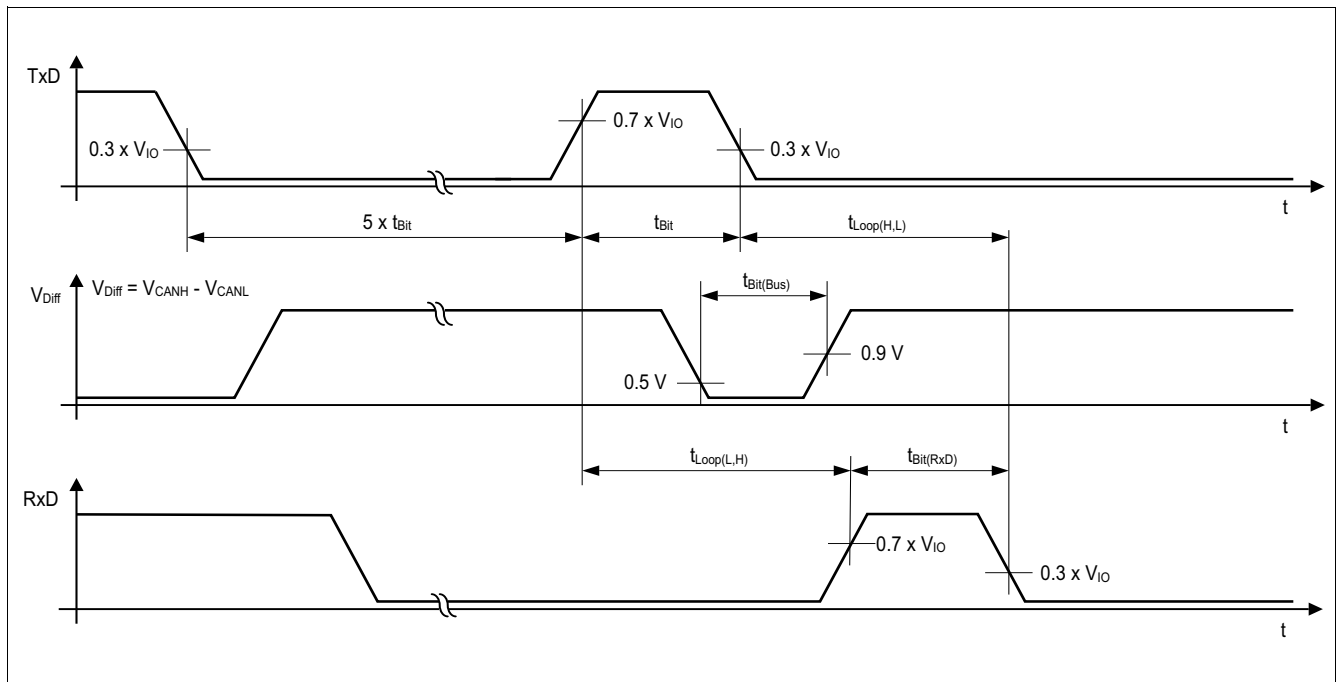 TxD
0.3 x VIO
0.7 x VIO
0.3 x VIO
t
5 x tBit
tBit
tLoop(H,L)
VDiff
VDiff = VCANH - VCANL
tBit(Bus)
0.5 V
0.9 V
t
tLoop(L,H)
tBit(RxD)
RxD
0.7 x VIO
0.3 x VIO
t